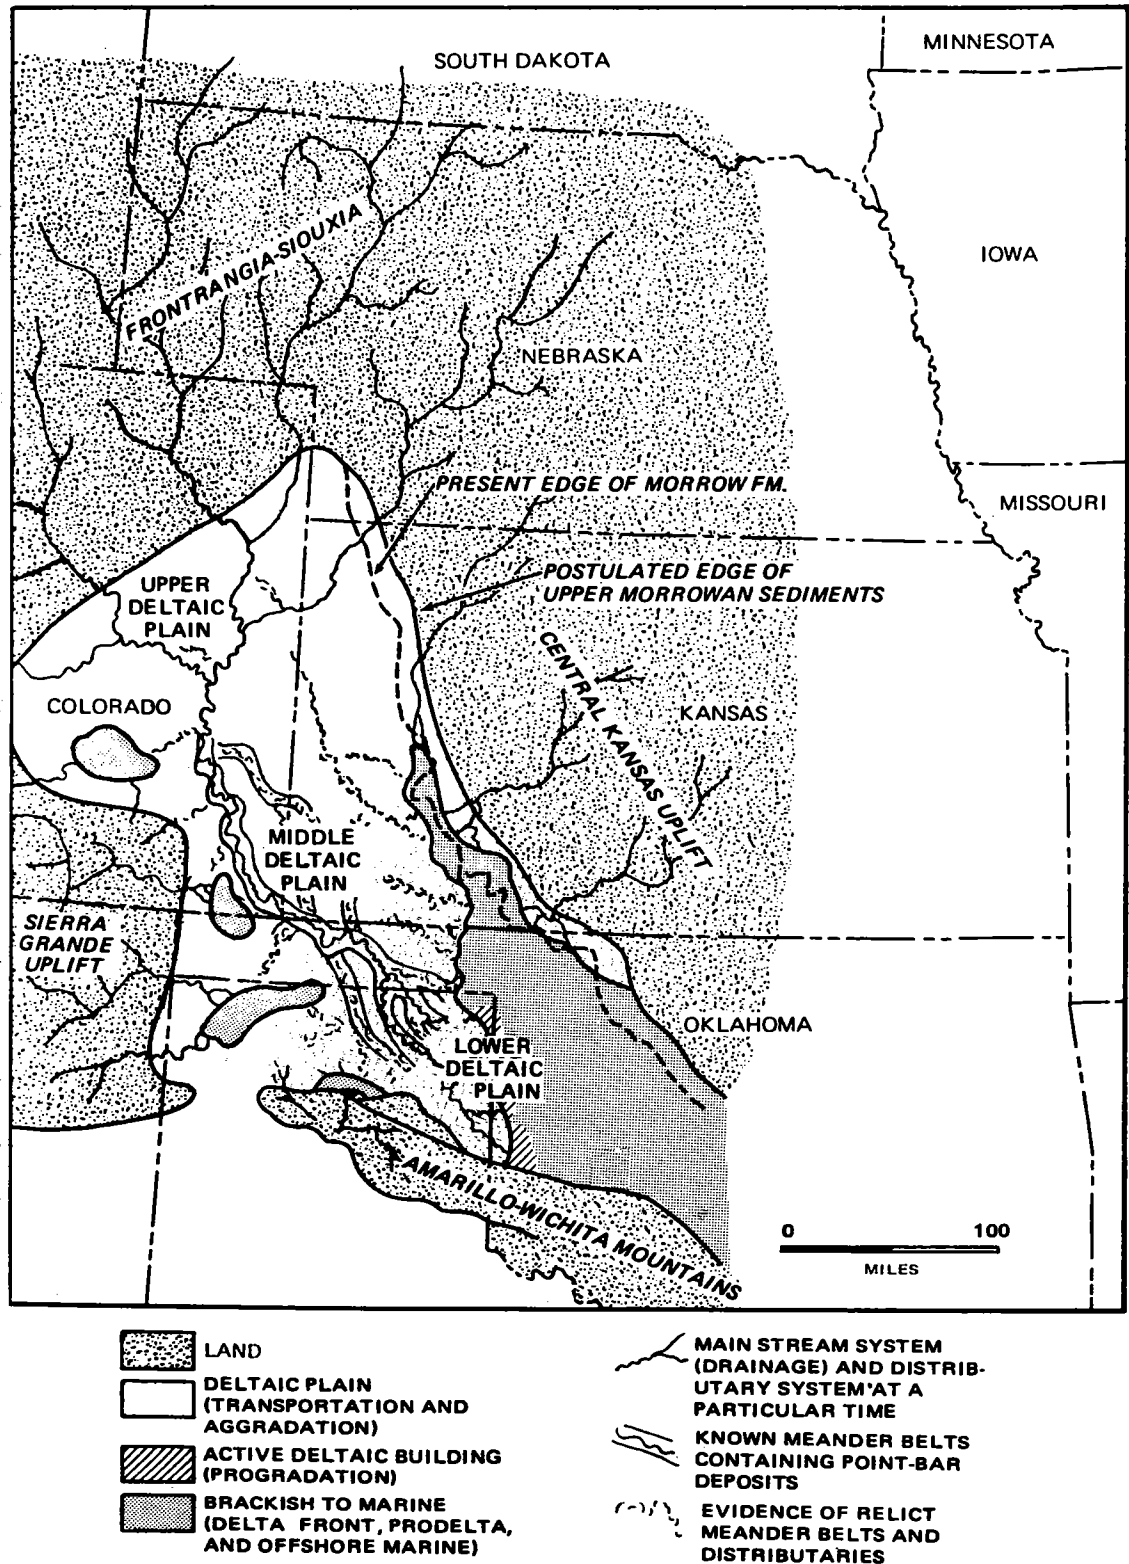 SOUTH DAKOTA
MINNESOTA
FRONTRANGIA-SIOUXIA
IOWA
NEBRASKA
PRESENT EDGE OF MORROW FM.
MISSOURI
POSTULATED EDGE OF
UPPER MORROWAN SEDIMENTS
UPPER
DELTAIC
PLAIN
CENTRAL KANSAS UPLIFT
COLORADO
KANSAS
MIDDLE
DELTAIC
PLAIN
SIERRA
GRANDE
UPLIFT
OKLAHOMA
LOWER
DELTAIC
PLAIN
AMARILLO-WICHITA MOUNTAINS
0 100
MILES
LAND
DELTAIC PLAIN
(TRANSPORTATION AND
AGGRADATION)
ACTIVE DELTAIC BUILDING
(PROGRADATION)
BRACKISH TO MARINE
(DELTA FRONT, PRODELTA,
AND OFFSHORE MARINE)
MAIN STREAM SYSTEM
(DRAINAGE) AND DISTRIB-
UTARY SYSTEM AT A
PARTICULAR TIME
KNOWN MEANDER BELTS
CONTAINING POINT-BAR
DEPOSITS
EVIDENCE OF RELICT
MEANDER BELTS AND
DISTRIBUTARIES